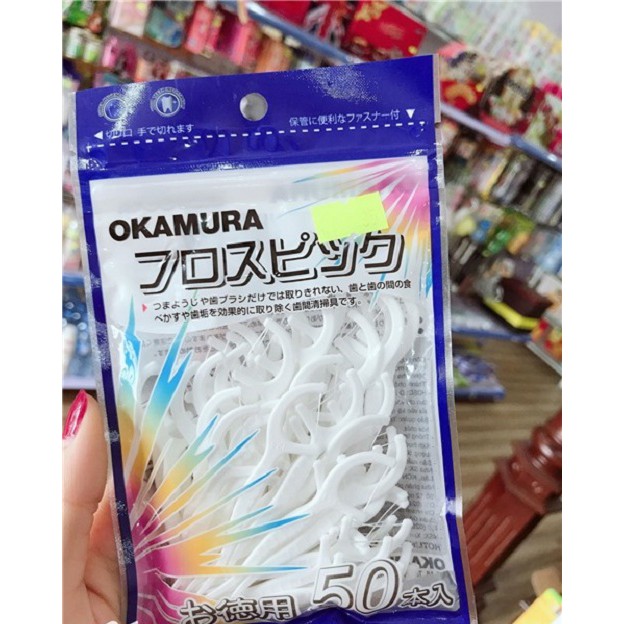 ◀切り口 手で切れます
保管に便利なファスナー付▼
OKAMURA
フロスピック
つまようじや歯ブラシだけでは取りきれない、歯と歯の間の食
べかすや歯垢を効果的に取り除く歯間清掃具です。
お徳用 50本入